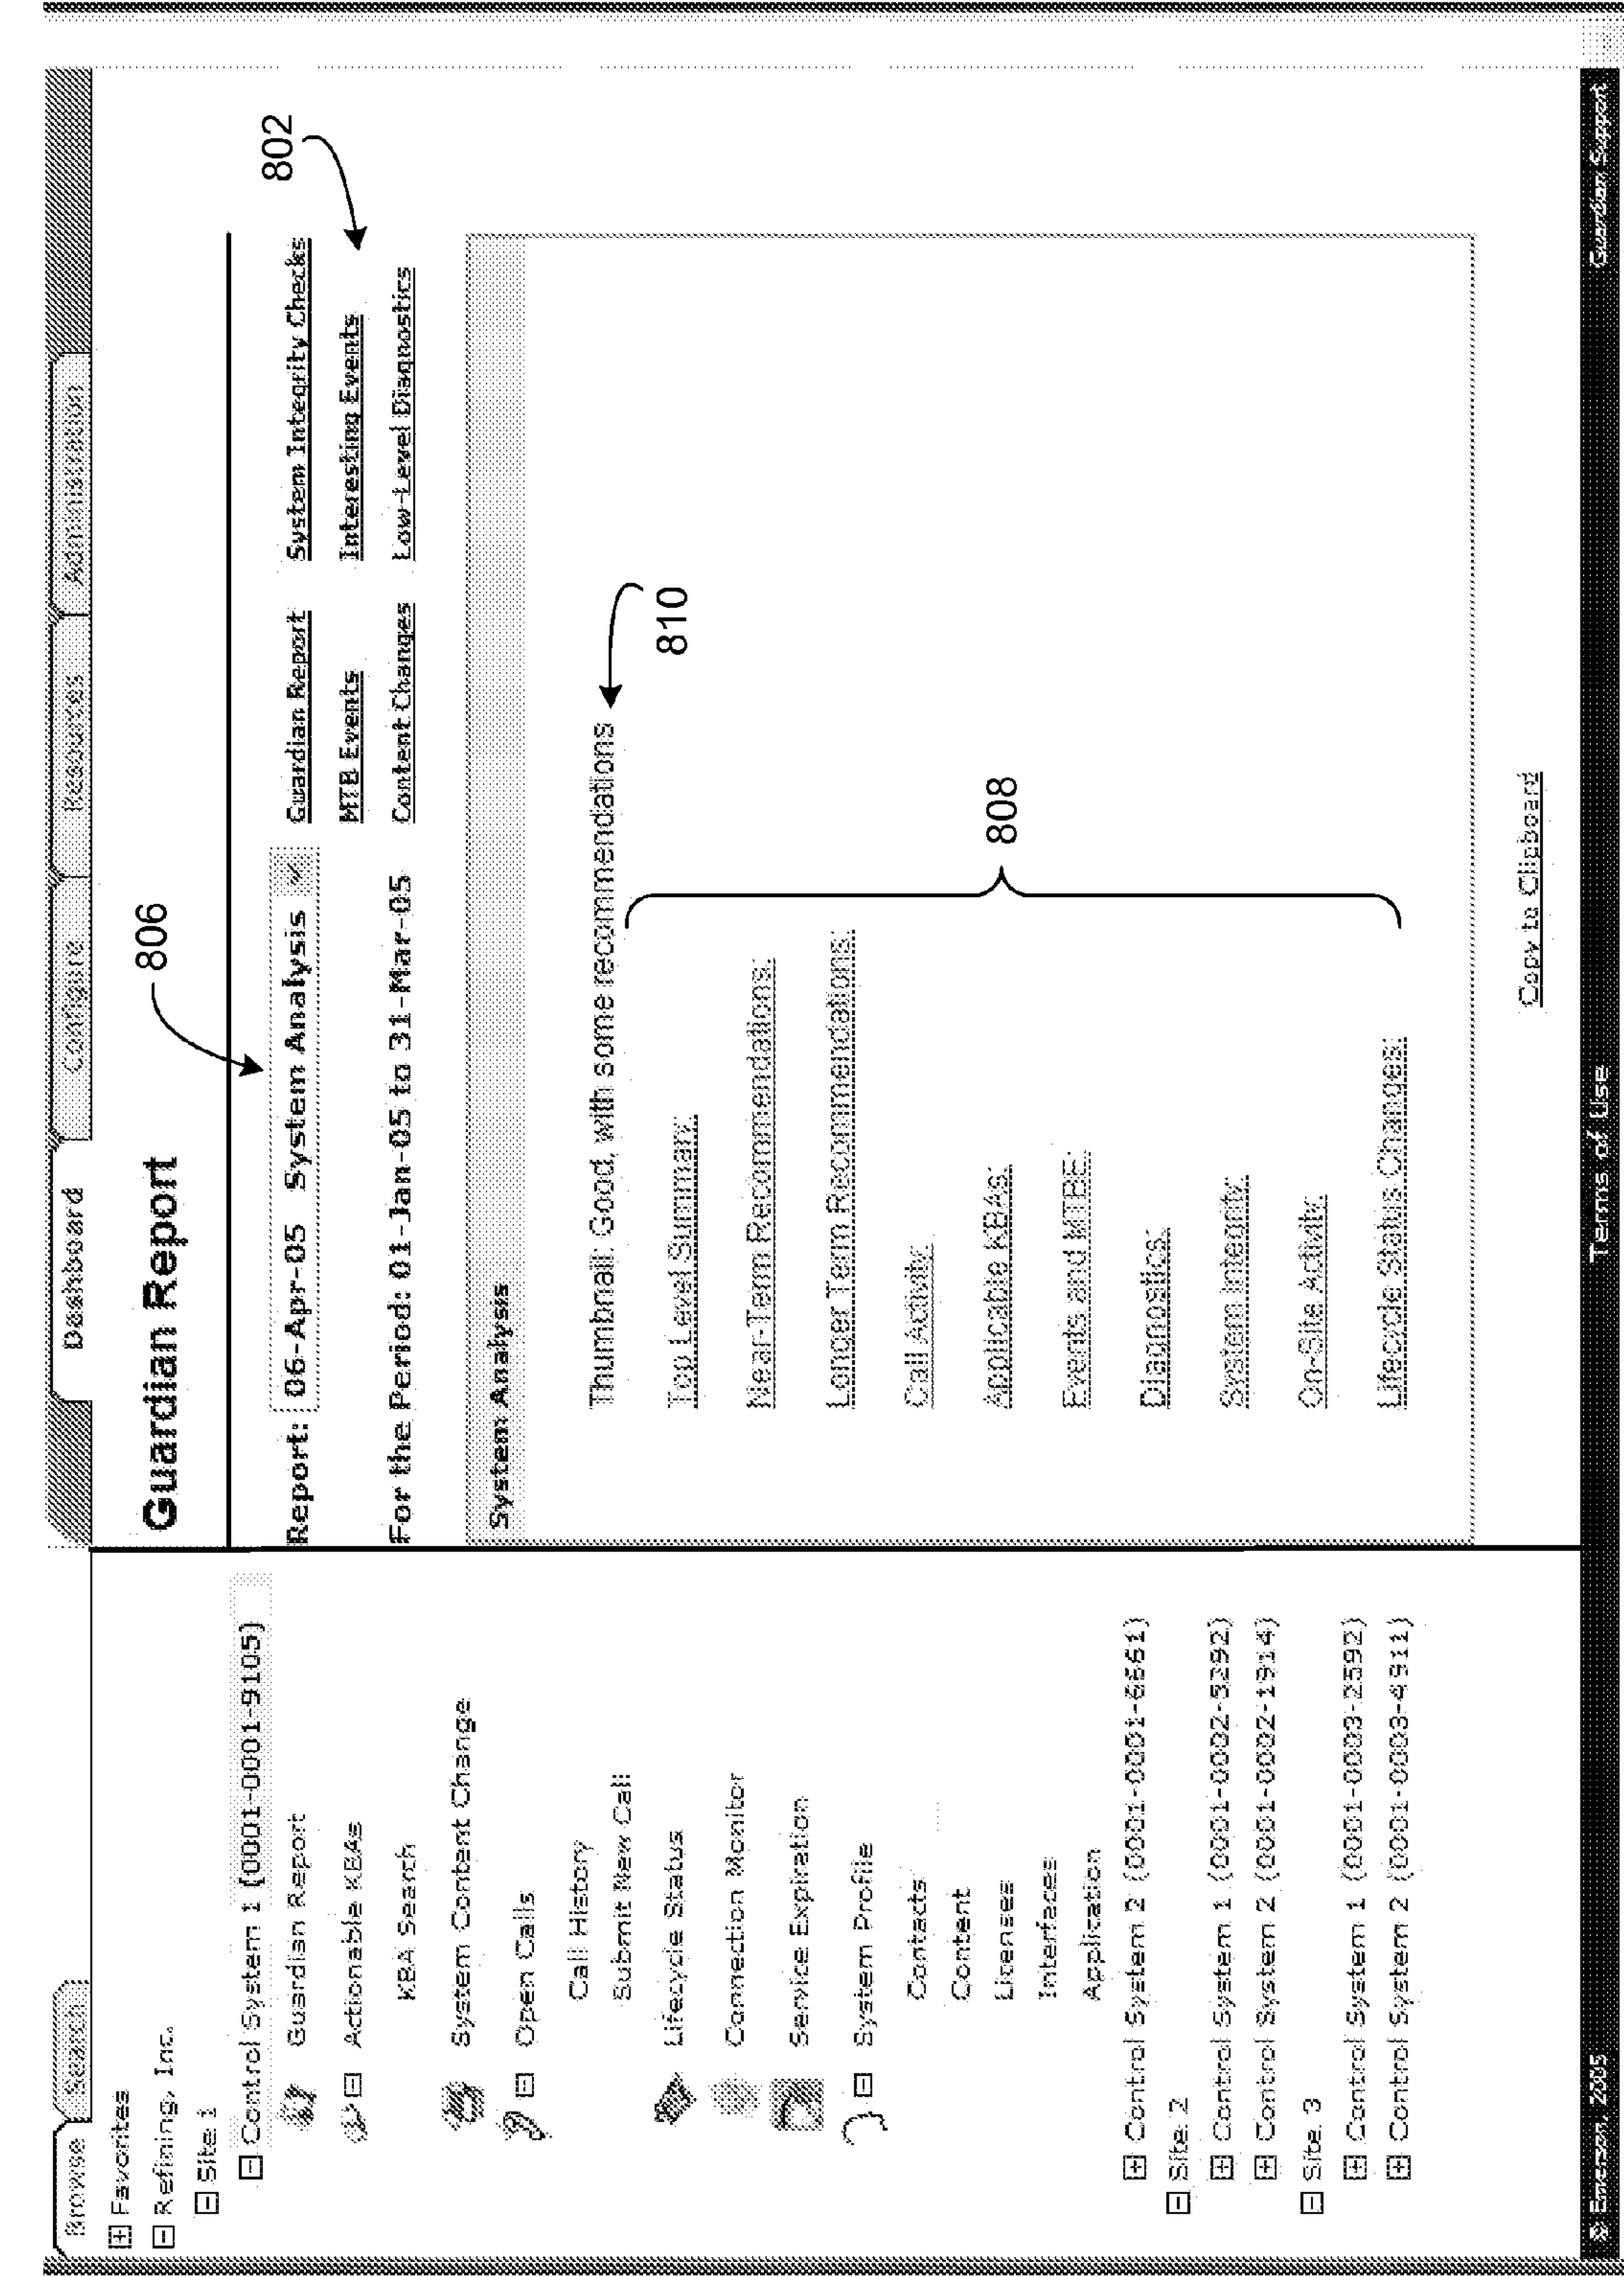 Browse Search
Favorites
Refining, Inc.
Site 1
Control System 1 (0001-0001-9105)
Guardian Report
Actionable KBAs
KBA Search
System Content Change
Open Calls
Call History
Submit New Call
Lifecycle Status
Connection Monitor
Service Expiration
System Profile
Contacts
Content
Licenses
Interfaces
Application
Control System 2 (0001-0001-6661)
Site 2
Control System 1 (0001-0002-5292)
Control System 2 (0001-0002-1914)
Site 3
Control System 1 (0001-0003-2592)
Control System 2 (0001-0003-4911)
Dashboard Configure Resources Administration
Guardian Report
806
802
Report: 06-Apr-05 System Analysis
Guardian Report System Integrity Checks
MTB Events Interesting Events
For the Period: 01-Jan-05 to 31-Mar-05
Content Changes Low-Level Diagnostics
System Analysis
Thumbnail: Good, with some recommendations
810
Top Level Summary:
Near-Term Recommendations:
Longer Term Recommendations:
Call Activity:
Applicable KBAs:
Events and MTBE:
Diagnostics:
System Integrity:
On-Site Activity:
Lifecycle Status Changes:
808
Copy to Clipboard
© Emerson, 2005 Terms of Use Guardian Support